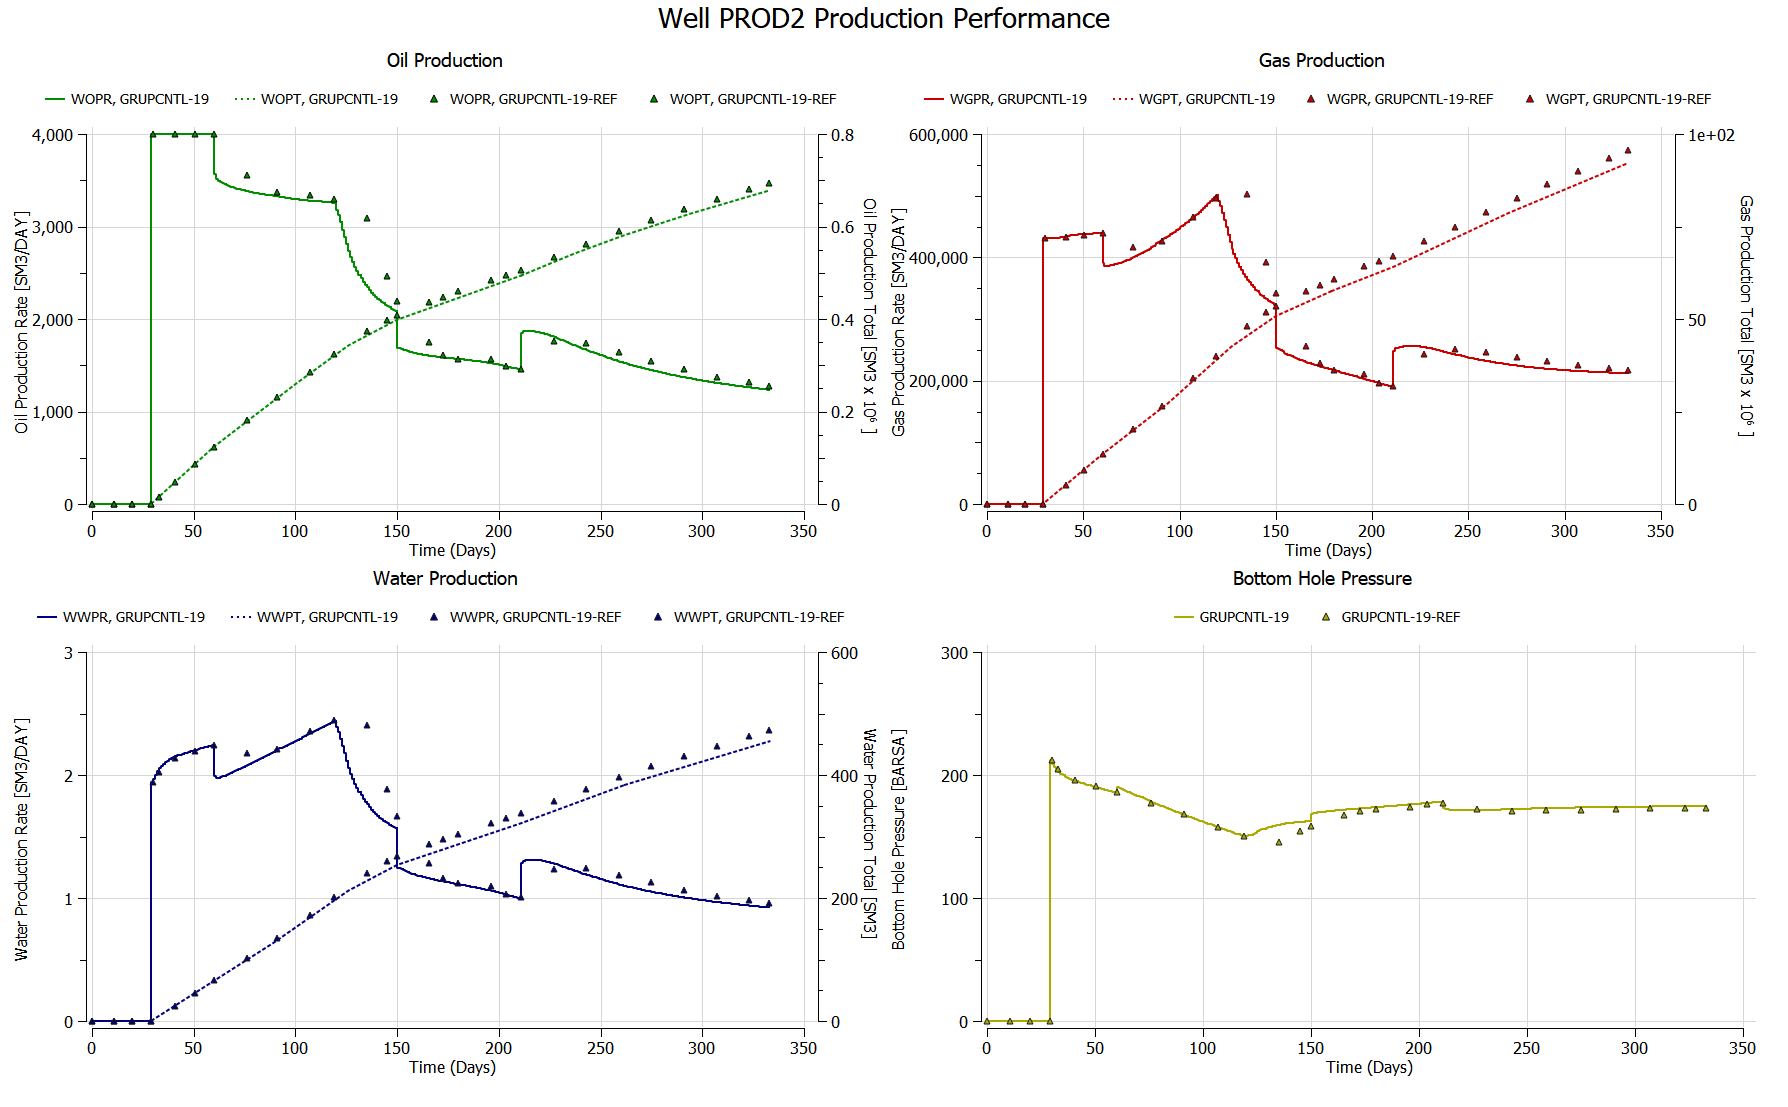 Well PROD2 Production Performance
Oil Production
WOPR, GRUPCNTL-19 WOPT, GRUPCNTL-19 WOPR, GRUPCNTL-19-REF WOPT, GRUPCNTL-19-REF
4,000
3,000
2,000
1,000
0
Oil Production Rate [SM3/DAY]
0.8
0.6
0.4
0.2
0
Oil Production Total [SM3 x 10⁶ ]
0 50 100 150 200 250 300 350
Time (Days)
Gas Production
WGPR, GRUPCNTL-19 WGPT, GRUPCNTL-19 WGPR, GRUPCNTL-19-REF WGPT, GRUPCNTL-19-REF
600,000
400,000
200,000
0
Gas Production Rate [SM3/DAY]
1e+02
50
0
Gas Production Total [SM3 x 10⁶ ]
0 50 100 150 200 250 300 350
Time (Days)
Water Production
WWPR, GRUPCNTL-19 WWPT, GRUPCNTL-19 WWPR, GRUPCNTL-19-REF WWPT, GRUPCNTL-19-REF
3
2
1
0
Water Production Rate [SM3/DAY]
600
400
200
0
Water Production Total [SM3]
0 50 100 150 200 250 300 350
Time (Days)
Bottom Hole Pressure
GRUPCNTL-19 GRUPCNTL-19-REF
300
200
100
0
Bottom Hole Pressure [BARSA]
0 50 100 150 200 250 300 350
Time (Days)